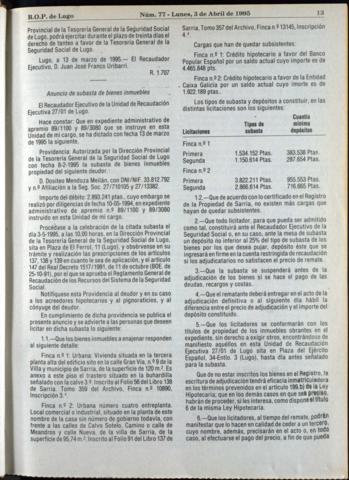 B.O.P. de Lugo
Núm. 77 - Lunes, 3 de Abril de 1995
13
Provincial de la Tesorería General de la Seguridad Social
de Lugo, podrá ejercitar durante el plazo de treinta días el
derecho de tanteo a favor de la Tesorería General de la
Seguridad Social de Lugo.
Lugo, a 13 de marzo de 1995.— El Recaudador
Ejecutivo, D. Juan José Francos Uríbarri.
R. 1.707
Anuncio de subasta de bienes inmuebles
El Recaudador Ejecutivo de la Unidad de Recaudación
Ejecutiva 27/01 de Lugo.
Hace constar: Que en expediente administrativo de
apremio 89/1100 y 89/3080 que se instruye en esta
Unidad de mi cargo, se ha dictado con fecha 13 de marzo
de 1995 la siguiente.
Providencia: Autorizada por la Dirección Provincial
de la Tesorería General de la Seguridad Social de Lugo
con fecha 8-2-1995 la subasta de bienes inmuebles
propiedad del siguiente deudor.
D. Dositeo Mendoza Meilán, con DNI/NIF. 33.812.792
y n.º Afiliación a la Seg. Soc. 27/710105 y 27/13382.
Importe del débito: 2.893.241 ptas., cuyo embargo se
realizó por diligencias de fecha 10-05-1994, en expediente
administrativo de apremio n.os 89/1100 y 89/3080
instruido en esta Unidad de mi cargo.
Procédase a la celebración de la citada subasta el
día 3-5-1995, a las 10,00 horas, en la Dirección Provincial
de la Tesorería General de la Seguridad Social de Lugo,
sita en Plaza de El Ferrol, 11 (Lugo), y obsérvense en su
trámite y realización las prescripciones de los artículos
137, 138 y 139 en cuanto le sea de aplicación, y el artículo
147 del Real Decreto 1517/1991, de 11 de octubre (BOE. de
25-10-91), por el que se aprueba el Reglamento General de
Recaudación de los Recursos del Sistema de la Seguridad
Social.
Notifíquese esta Providencia al deudor y en su caso
a los acreedores hipotecarios y al pignoraticios, y al
cónyuge del deudor.
En cumplimiento de dicha providencia se publica el
presente anuncio y se advierte a las personas que deseen
licitar en dicha subasta lo siguiente:
1.1.—Que los bienes inmuebles a enajenar responden
al siguiente detalle:
Finca n.º 1: Urbana: Vivienda situada en la tercera
planta alta del edificio sito en la calle Gran Vía, n.º 89 de la
Villa y municipio de Sarria, de la superficie de 120 m.². Es
anexo a este piso el trastero situado en la buhardilla
señalado con la calve 3.º. Inscrito al Folio 56 del Libro 138
de Sarria. Tomo 359 del Archivo, Finca n.º 10890,
Inscripción 3.ª.
Finca n.º 2: Urbana número cuatro entreplanta.
Local comercial o industrial, situado en la planta de este
nombre de la casa sin número de gobierno todavía, con
frente a las calles de Calvo Sotelo, Camino o calle de
Meandros y calle Nueva, de la villa de Sarria, de la
superficie de 95,74 m.². Inscrito al Folio 91 del Libro 137 de
Sarria, Tomo 357 del Archivo, Finca n.º 13145, Inscripción
4.ª.
Cargas que han de quedar subsistentes:
Finca n.º 1: Crédito hipotecario a favor del Banco
Popular Español por un saldo actual cuyo importe es de
4.465.848 pts.
Finca n.º 2: Crédito hipotecario a favor de la Entidad
Caixa Galicia por un saldo actual cuyo importe es de
1.922.189 ptas..
Los tipos de subasta y depósitos a constituir, en las
distintas licitaciones son los siguientes:
Licitaciones Tipos de subasta Cuantía mínima depósitos
Finca n.º 1
Primera 1.534.152 Ptas. 383.538 Ptas.
Segunda 1.150.614 Ptas. 287.654 Ptas.
Finca n.º 2
Primera 3.822.211 Ptas. 955.553 Ptas.
Segunda 2.866.614 Ptas. 716.665 Ptas.
1.2.—Que de acuerdo con lo certificado en el Registro
de la Propiedad de Sarria, no existen más cargas que
hayan de quedar subsistentes.
2.—Que todo licitador, para que pueda ser admitido
como tal, constituirá ante el Recaudador Ejecutivo de la
Seguridad Social o, en su caso, ante la mesa de subasta
un depósito no inferior al 25% del tipo de subasta de los
bienes por los que desea pujar, depósito éste que se
ingresará en firme en la cuenta restringida de recaudación
si los adjudicatarios no satisfacen el precio de remate.
3.—Que la subasta se suspenderá antes de la
adjudicación de los bienes si se hace el pago de las
deudas, recargos y costas.
4.—Que el rematante deberá entregar en el acto de la
adjudicación definitiva o al siguiente día hábil la
diferencia entre el precio de adjudicación y el importe del
depósito constituido.
5.—Que los licitadores se conformarán con los
títulos de propiedad de los inmuebles obrantes en el
expediente, sin derecho a exigir otros, encontrándose de
manifiesto aquellos en esta Unidad de Recaudación
Ejecutiva 27/01 de Lugo sita en Plaza del Ejército
Español, 34-Entlo. 3 (Lugo), hasta día antes señalado
para la subasta.
Que de no estar inscritos los bienes en el Registro, la
escritura de adjudicación tendrá eficacia inmatriculadora
en los términos prevenidos en el artículo 199.b) de la Ley
Hipotecaria; que en los demás casos en que sea preciso,
habrán de proceder, si les interesa, como dispone el título
6 de la misma Ley Hipotecaria.
6.—Que los licitadores, al tiempo del remate, podrán
manifestar que lo hacen en calidad de ceder a un tercero,
cuyo nombre, además, precisarán en el acto o, en todo
caso, al efectuarse el pago del precio, a fin de que pueda